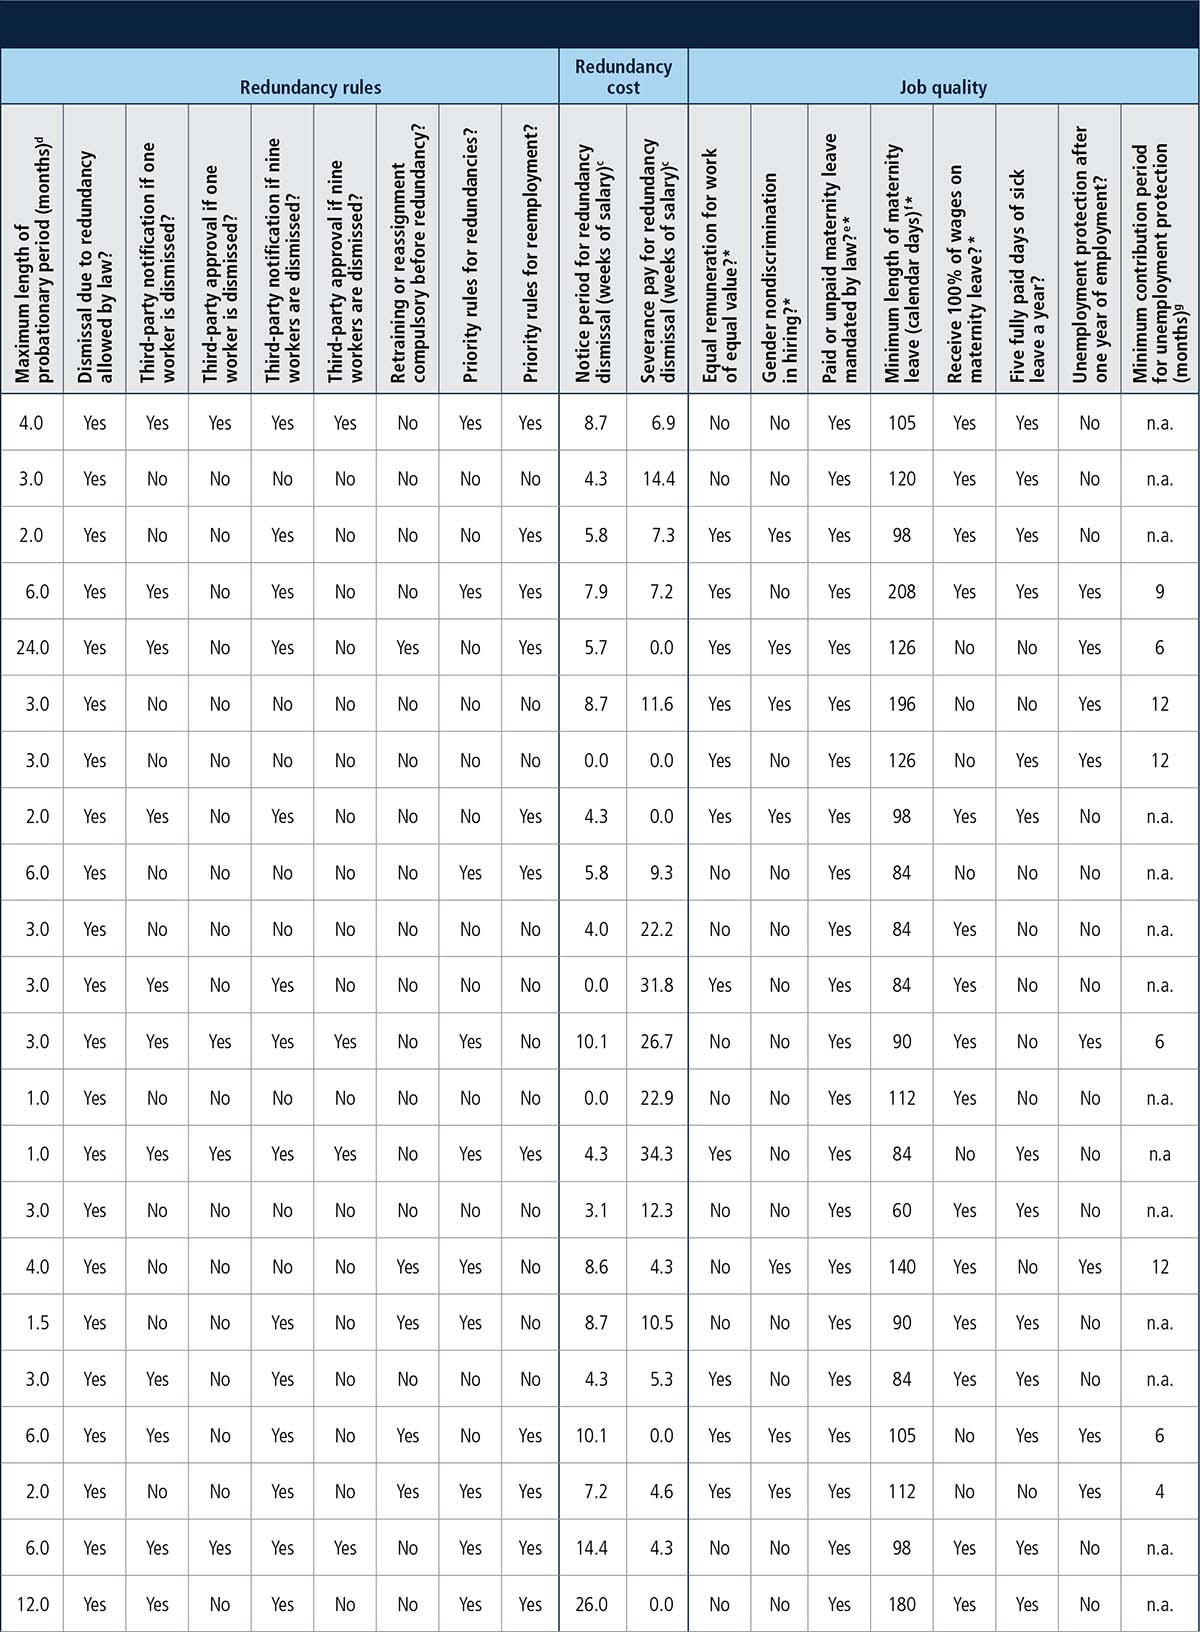 Redundancy rules
Redundancy
cost
Job quality
Maximum length of
probationary period (months)d
Dismissal due to redundancy
allowed by law?
Third-party notification if one
worker is dismissed?
Third-party approval if one
worker is dismissed?
Third-party notification if nine
workers are dismissed?
Third-party approval if nine
workers are dismissed?
Retraining or reassignment
compulsory before redundancy?
Priority rules for redundancies?
Priority rules for reemployment?
Notice period for redundancy
dismissal (weeks of salary)c
Severance pay for redundancy
dismissal (weeks of salary)c
Equal remuneration for work
of equal value?*
Gender nondiscrimination
in hiring?*
Paid or unpaid maternity leave
mandated by law?e*
Minimum length of maternity
leave (calendar days)f*
Receive 100% of wages on
maternity leave?*
Five fully paid days of sick
leave a year?
Unemployment protection after
one year of employment?
Minimum contribution period
for unemployment protection
(months)g
4.0 Yes Yes Yes Yes Yes No Yes Yes 8.7 6.9 No No Yes 105 Yes Yes No n.a.
3.0 Yes No No No No No No No 4.3 14.4 No No Yes 120 Yes Yes No n.a.
2.0 Yes No No Yes No No No Yes 5.8 7.3 Yes Yes Yes 98 Yes Yes No n.a.
6.0 Yes Yes No Yes No No Yes Yes 7.9 7.2 Yes No Yes 208 Yes Yes Yes 9
24.0 Yes Yes No Yes No Yes No Yes 5.7 0.0 Yes Yes Yes 126 No No Yes 6
3.0 Yes No No No No No No No 8.7 11.6 Yes Yes Yes 196 No No Yes 12
3.0 Yes No No No No No No No 0.0 0.0 Yes No Yes 126 No Yes Yes 12
2.0 Yes Yes No Yes No No No Yes 4.3 0.0 Yes Yes Yes 98 Yes Yes No n.a.
6.0 Yes No No No No No Yes Yes 5.8 9.3 No No Yes 84 No No No n.a.
3.0 Yes No No No No No No No 4.0 22.2 No No Yes 84 Yes No No n.a.
3.0 Yes Yes No Yes No No No No 0.0 31.8 Yes No Yes 84 Yes No No n.a.
3.0 Yes Yes Yes Yes Yes No Yes No 10.1 26.7 No No Yes 90 Yes No Yes 6
1.0 Yes No No No No No No No 0.0 22.9 No No Yes 112 Yes No No n.a.
1.0 Yes Yes Yes Yes Yes No Yes Yes 4.3 34.3 Yes No Yes 84 No Yes No n.a
3.0 Yes No No No No No No No 3.1 12.3 No No Yes 60 Yes Yes No n.a.
4.0 Yes No No No No Yes Yes No 8.6 4.3 No Yes Yes 140 Yes No Yes 12
1.5 Yes No No Yes No Yes Yes No 8.7 10.5 No No Yes 90 Yes Yes No n.a.
3.0 Yes Yes No Yes No No No No 4.3 5.3 Yes No Yes 84 Yes Yes No n.a.
6.0 Yes Yes No Yes No Yes No Yes 10.1 0.0 Yes Yes Yes 105 No Yes Yes 6
2.0 Yes No No Yes No Yes Yes Yes 7.2 4.6 Yes Yes Yes 112 No No Yes 4
6.0 Yes Yes Yes Yes Yes No Yes Yes 14.4 4.3 No No Yes 98 Yes Yes No n.a.
12.0 Yes Yes No Yes No No Yes Yes 26.0 0.0 No No Yes 180 Yes Yes No n.a.